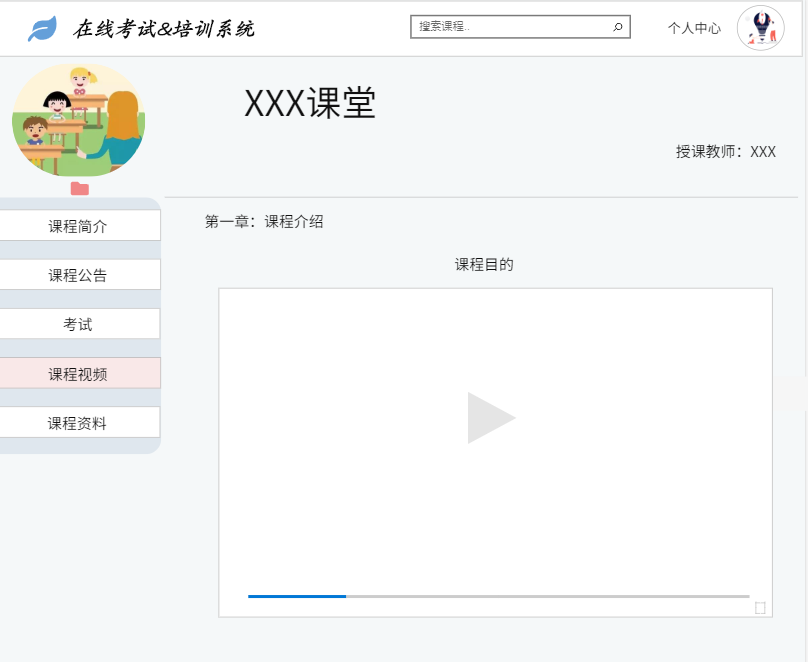 在线考试&培训系统
搜索课程..
个人中心
XXX课堂
授课教师：XXX
课程简介
课程公告
考试
课程视频
课程资料
第一章：课程介绍
课程目的